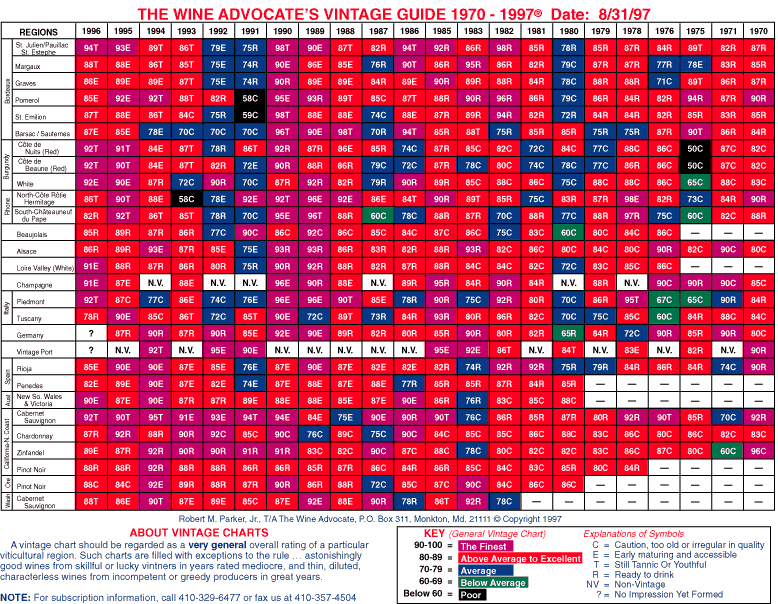 THE WINE ADVOCATE'S VINTAGE GUIDE 1970 - 1997® Date: 8/31/97
REGIONS 1996 1995 1994 1993 1992 1991 1990 1989 1988 1987 1986 1985 1983 1982 1981 1980 1979 1978 1976 1975 1971 1970
Bordeaux
St. Julien/Pauillac St. Estephe 94T 93E 89T 86T 79E 75R 98T 90E 87T 82R 94T 92R 86R 98R 85R 78R 85R 87R 84R 89T 82R 87R
Margaux 88T 88E 86T 85T 75E 74R 90E 86E 85E 76R 90T 86R 95R 86R 82R 79C 87R 87R 77R 78E 83R 85R
Graves 86E 89E 89E 87T 75E 74R 90R 89E 89E 84R 89E 90R 89R 88R 84R 78C 88R 88R 71C 89T 86R 87R
Pomerol 85E 92E 92T 88T 82R 58C 95E 93R 89T 85C 87T 88R 90R 96R 86R 79C 86R 84R 82R 94R 87R 90R
St. Emilion 87T 88E 86T 84C 75R 59C 98T 88E 88E 74C 88E 87R 89R 94R 82R 72R 84R 84R 82R 85R 83R 85R
Barsac / Sauternes 87E 85E 78E 70C 70C 70C 96T 90R 98T 70R 94T 85R 88T 75R 85R 85R 75R 75R 87R 90T 86R 84R
Burgundy
Côte de Nuits (Red) 92T 91T 84E 87T 78R 86T 92R 87R 86R 85R 74C 87R 85C 82C 72C 84C 77C 88R 86C 50C 87C 82C
Côte de Beaune (Red) 92T 90T 84E 87T 82R 72E 90R 88R 86R 79C 72C 87R 78C 80C 74C 78C 77C 86R 86C 50C 87C 82C
White 92E 90E 87R 72C 90R 70C 87R 92R 82R 79R 90R 89R 85C 88C 86C 75C 88C 88C 86C 65C 88C 83C
Rhone
North-Côte Rôtie Hermitage 86T 90T 88E 58C 78E 92E 92T 96E 92E 86E 84T 90R 89T 85R 75C 83R 87R 98E 82R 73C 84R 90R
South-Châteauneuf du Pape 82R 92T 86T 85T 78R 70C 95E 96T 88R 60C 78C 88R 87R 70C 88R 77R 88R 97R 75C 60C 82C 88R
Beaujolais 85R 89R 87R 86R 77C 90C 86C 92C 86C 85C 84C 87C 86C 75C 83C 60C 80C 84C 86C — — —
Alsace 86R 89R 93E 87R 85E 75E 93R 93R 86R 83R 82R 88R 93R 82C 86C 80C 84C 80C 90R 82C 90C 80C
Loire Valley (White) 91E 88R 87R 86R 80R 75R 90R 92R 88R 82R 87R 88R 84C 84C 82C 72C 83C 85C 86C — — —
Champagne 91E 87E N.V. 88E N.V. N.V. 90R 90R 88R N.V. 89R 95R 84R 90R 84R N.V. 88R N.V. 90R 90C 90C 85C
Italy
Piedmont 92T 87C 77C 86E 74C 76E 96E 96E 90T 85E 78R 90R 75C 92R 80R 70C 86R 95T 67C 65C 90R 84R
Tuscany 78R 90E 85C 86T 72C 85T 90R 72C 89R 73R 84R 93R 80R 86R 82C 70C 75C 85R 60C 84R 88C 84C
Germany ? 87R 90R 87R 90R 85E 92E 90E 89R 82R 80R 85R 90R 80R 82R 65R 84R 72C 90R 85R 90R 80C
Vintage Port ? N.V. 92T N.V. 95E 90E N.V. N.V. N.V. N.V. N.V. 95E 92E 86T N.V. 84T N.V. 83E N.V. 82R N.V. 90R
Span
Rioja 85E 90E 90E 87E 85E 76E 87E 90E 87E 82R 82R 82R 74R 92R 92R 75R 79R 84R 86R 84R 74C 90R
Penedes 82E 89E 90E 87E 82E 74E 87E 88E 87E 88E 77R 85R 85R 87R 84R 85R — — — — — —
Aust
New So. Wales & Victoria 90E 87E 87R 87R 87R 89E 88E 88R 85R 87R 90E 86R 76R 83R 85C 88C — — — — — —
California-N. Coast
Cabernet Sauvignon 92T 90T 95T 91E 93E 94T 94E 84E 75E 90E 90R 90T 76C 86R 85R 87R 80R 92R 90R 85R 70C 92R
Chardonnay 87R 92R 88R 90R 92C 85C 90C 76C 89C 75C 90C 84C 85C 85C 86C 88C 83C 86C 80C 86C 82C 83C
Zinfandel 89E 87R 92R 90R 90R 91R 91R 83C 82C 90C 87C 88C 78C 80C 82C 82C 83C 86C 87C 80C 60C 96C
Pinot Noir 88R 88R 92R 88R 88R 86R 86R 85R 87R 86C 84R 86R 85C 84C 83C 85R 80C 84R — — — —
Ore
Pinot Noir 88C 84C 92E 89R 88R 87R 90R 86R 88R 72C 85R 87C 90C 84C 86C 86C — — — — — —
Wash
Cabernet Sauvignon 88T 86E 90T 87E 89E 85C 87E 92E 88E 90R 78R 86T 92R 78C — — — — — — — —
Robert M. Parker, Jr., T/A The Wine Advocate, P.O. Box 311, Monkton, Md. 21111 © Copyright 1997
ABOUT VINTAGE CHARTS
A vintage chart should be regarded as a very general overall rating of a particular
viticultural region. Such charts are filled with exceptions to the rule ... astonishingly
good wines from skillful or lucky vintners in years rated mediocre, and thin, diluted,
characterless wines from incompetent or greedy producers in great years.
NOTE: For subscription information, call 410-329-6477 or fax us at 410-357-4504
KEY (General Vintage Chart)
90-100 = The Finest
80-89 = Above Average to Excellent
70-79 = Average
60-69 = Below Average
Below 60 = Poor
Explanations of Symbols
C = Caution, too old or irregular in quality
E = Early maturing and accessible
T = Still Tannic Or Youthful
R = Ready to drink
NV = Non-Vintage
? = No Impression Yet Formed